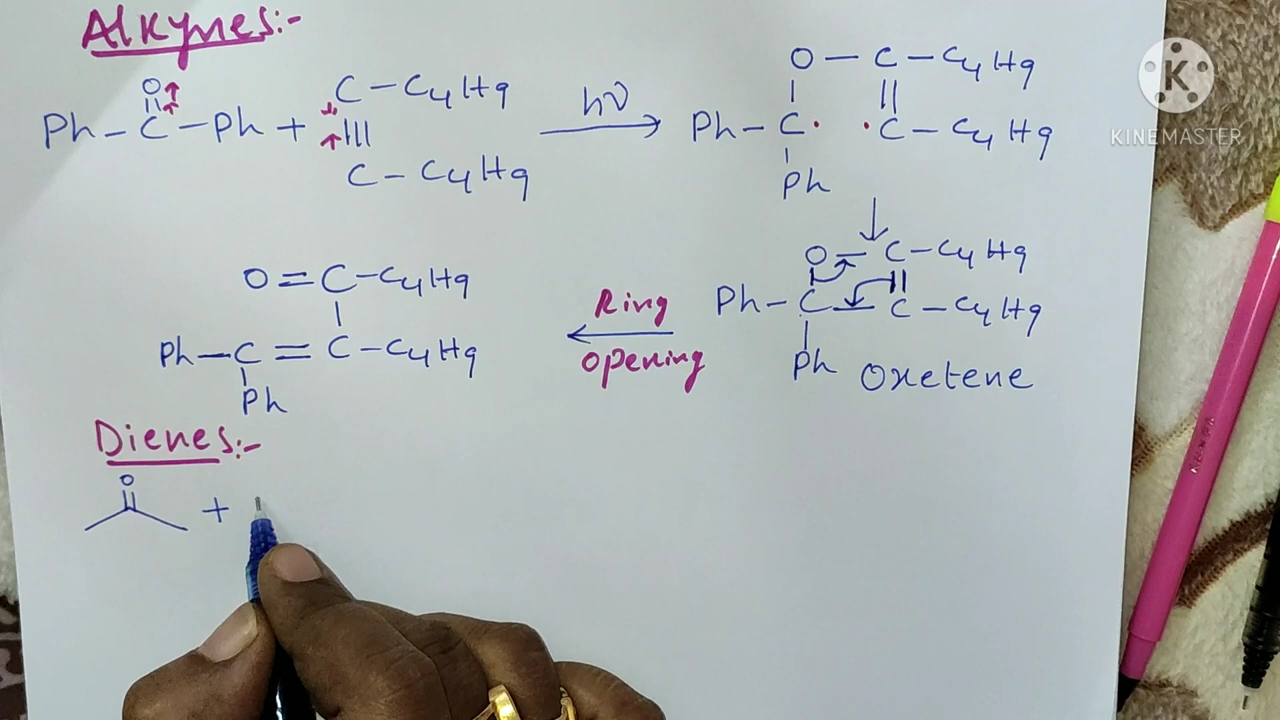 Alkynes:-
O
||
Ph-C-Ph + C-C4H9
|||
C-C4H9
hν
O-C-C4H9
| ||
Ph-C· ·C-C4H9
|
Ph
O-C-C4H9
| ||
Ph-C-C-C4H9
|
Ph
Oxetene
Ring
opening
O=C-C4H9
|
Ph-C=C-C4H9
|
Ph
Dienes:-
O
+
K
KINEMASTER